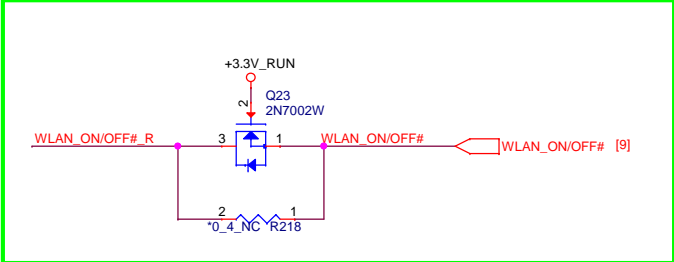 +3.3V_RUN
2
Q23
2N7002W
WLAN_ON/OFF#_R
3
1
WLAN_ON/OFF#
WLAN_ON/OFF# [9]
2
1
*0_4_NC R218